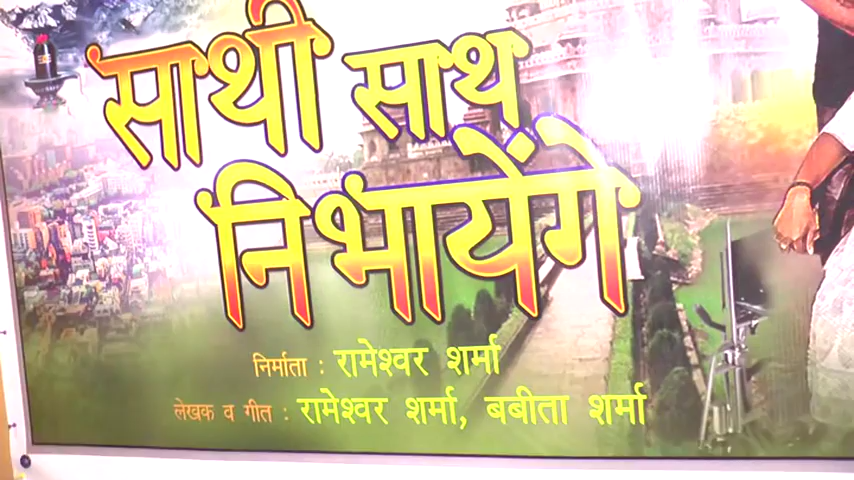 साथी साथ
निभायेंगे
निर्माता : रामेश्वर शर्मा
लेखक व गीत : रामेश्वर शर्मा, बबीता शर्मा